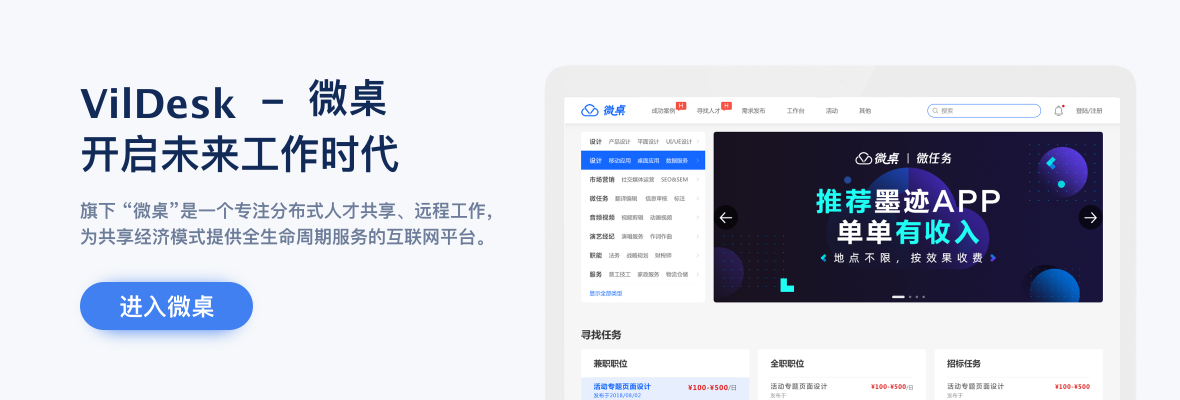 VilDesk － 微桌
开启未来工作时代
旗下 “微桌”是一个专注分布式人才共享、远程工作，
为共享经济模式提供全生命周期服务的互联网平台。
进入微桌
微桌 成功案例 H 寻找人才 H 需求发布 工作台 活动 其他 搜索 登陆/注册
设计 产品设计 平面设计 UI/UE设计
设计 移动应用 桌面应用 数据服务
市场营销 社交媒体运营 SEO&SEM
微任务 翻译编辑 信息审核 标注
音频视频 视频剪辑 动画视频
演艺经记 演唱服务 作词作曲
职能 法务 战略规划 财税师
服务 普工技工 家政服务 物流仓储
显示全部类型
微桌 | 微任务
推荐墨迹APP
单单有收入
地点不限，按效果收费
寻找任务
兼职职位
活动专题页面设计 ¥100-¥500/日
发布于2018/08/02
全职职位
活动专题页面设计 ¥100-¥500/日
发布于
招标任务
活动专题页面设计 ¥100-¥500
发布于